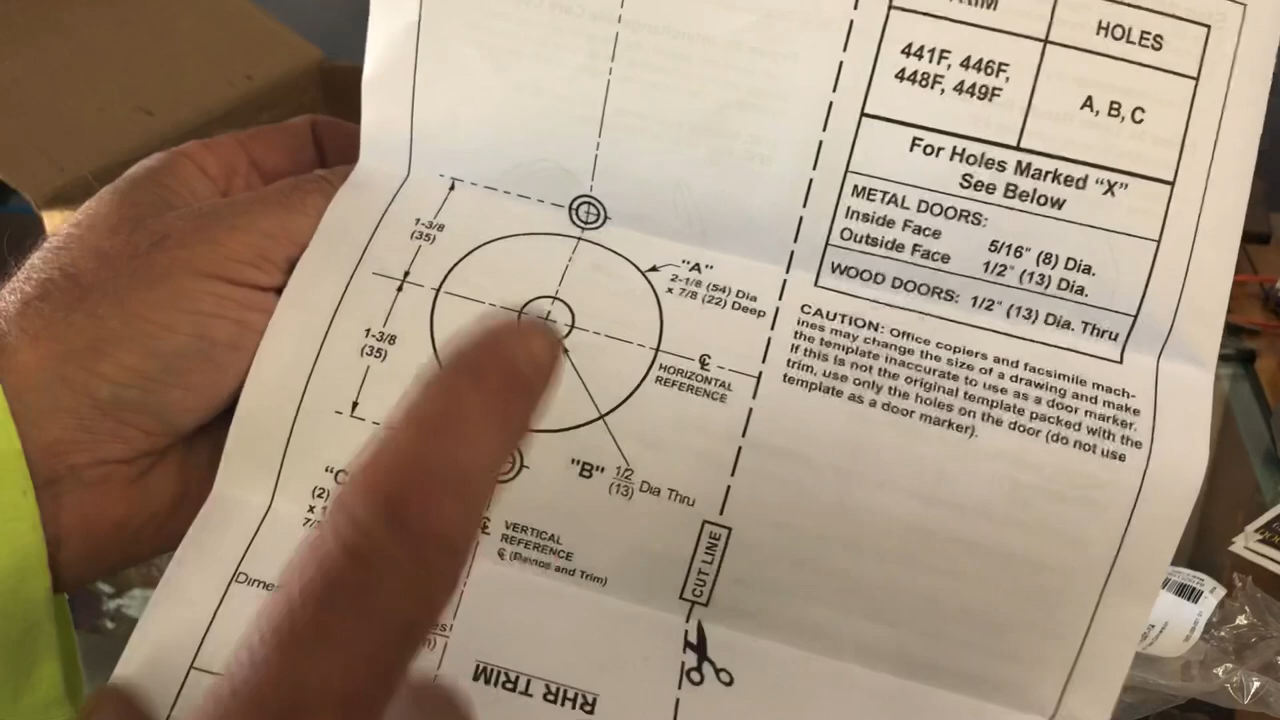 HOLES
441F, 446F,
448F, 449F
A, B, C
For Holes Marked “X”
See Below
METAL DOORS:
Inside Face 5/16" (8) Dia.
Outside Face 1/2" (13) Dia.
WOOD DOORS: 1/2" (13) Dia. Thru
CAUTION: Office copiers and facsimile mach-
ines may change the size of a drawing and make
the template inaccurate to use as a door marker.
If this is not the original template packed with the
trim, use only the holes on the door (do not use
template as a door marker).
1-3/8
(35)
"A"
2-1/8 (54) Dia
x 7/8 (22) Deep
1-3/8
(35)
℄
HORIZONTAL
REFERENCE
"B" 1/2
(13) Dia Thru
“C
(2)
VERTICAL
REFERENCE
℄ (Device and Trim)
CUT LINE
RHR TRIM